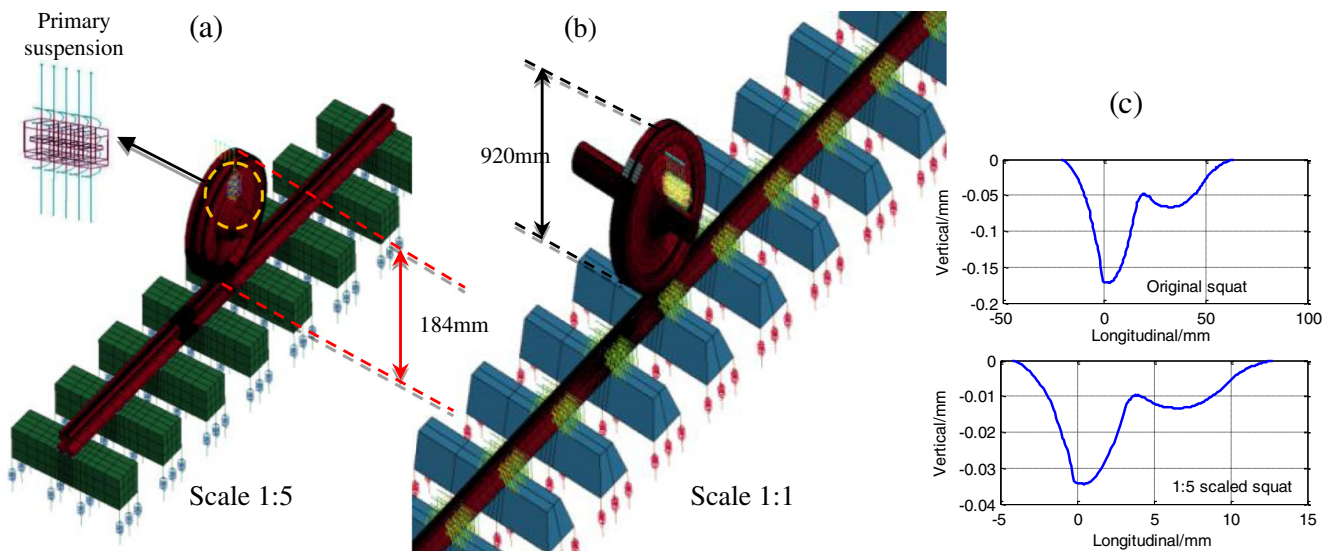 Primary
suspension
(a)
184mm
Scale 1:5
(b)
920mm
Scale 1:1
(c)
0
-0.05
-0.1
-0.15
-0.2
Vertical/mm
Original squat
-50 0 50 100
Longitudinal/mm
0
-0.01
-0.02
-0.03
-0.04
Vertical/mm
1:5 scaled squat
-5 0 5 10 15
Longitudinal/mm